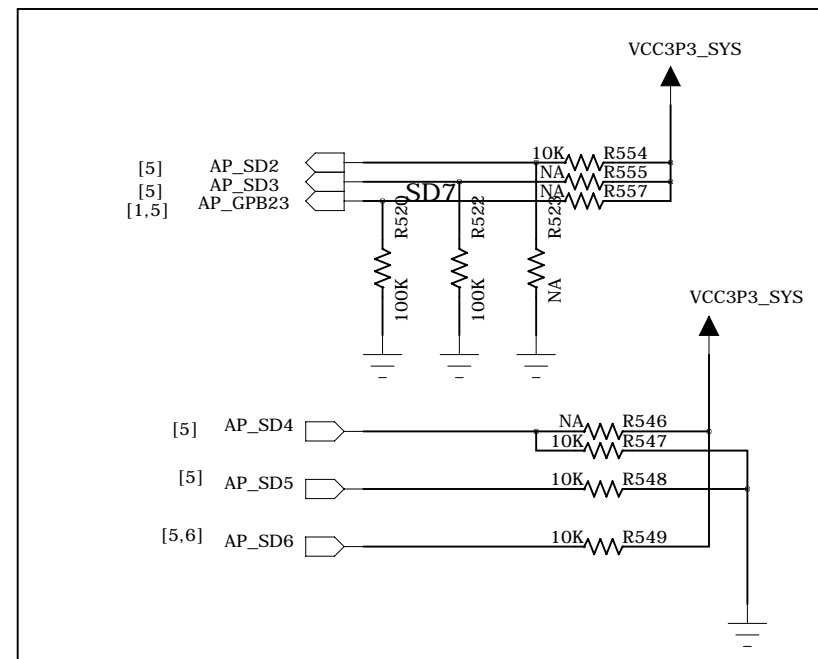 VCC3P3_SYS
[5] AP_SD2 10K R554
[5] AP_SD3 NA R555
[1,5] AP_GPB23 SD7 NA R557
R520 R522 R523
100K 100K NA
VCC3P3_SYS
[5] AP_SD4 NA R546
10K R547
[5] AP_SD5 10K R548
[5,6] AP_SD6 10K R549